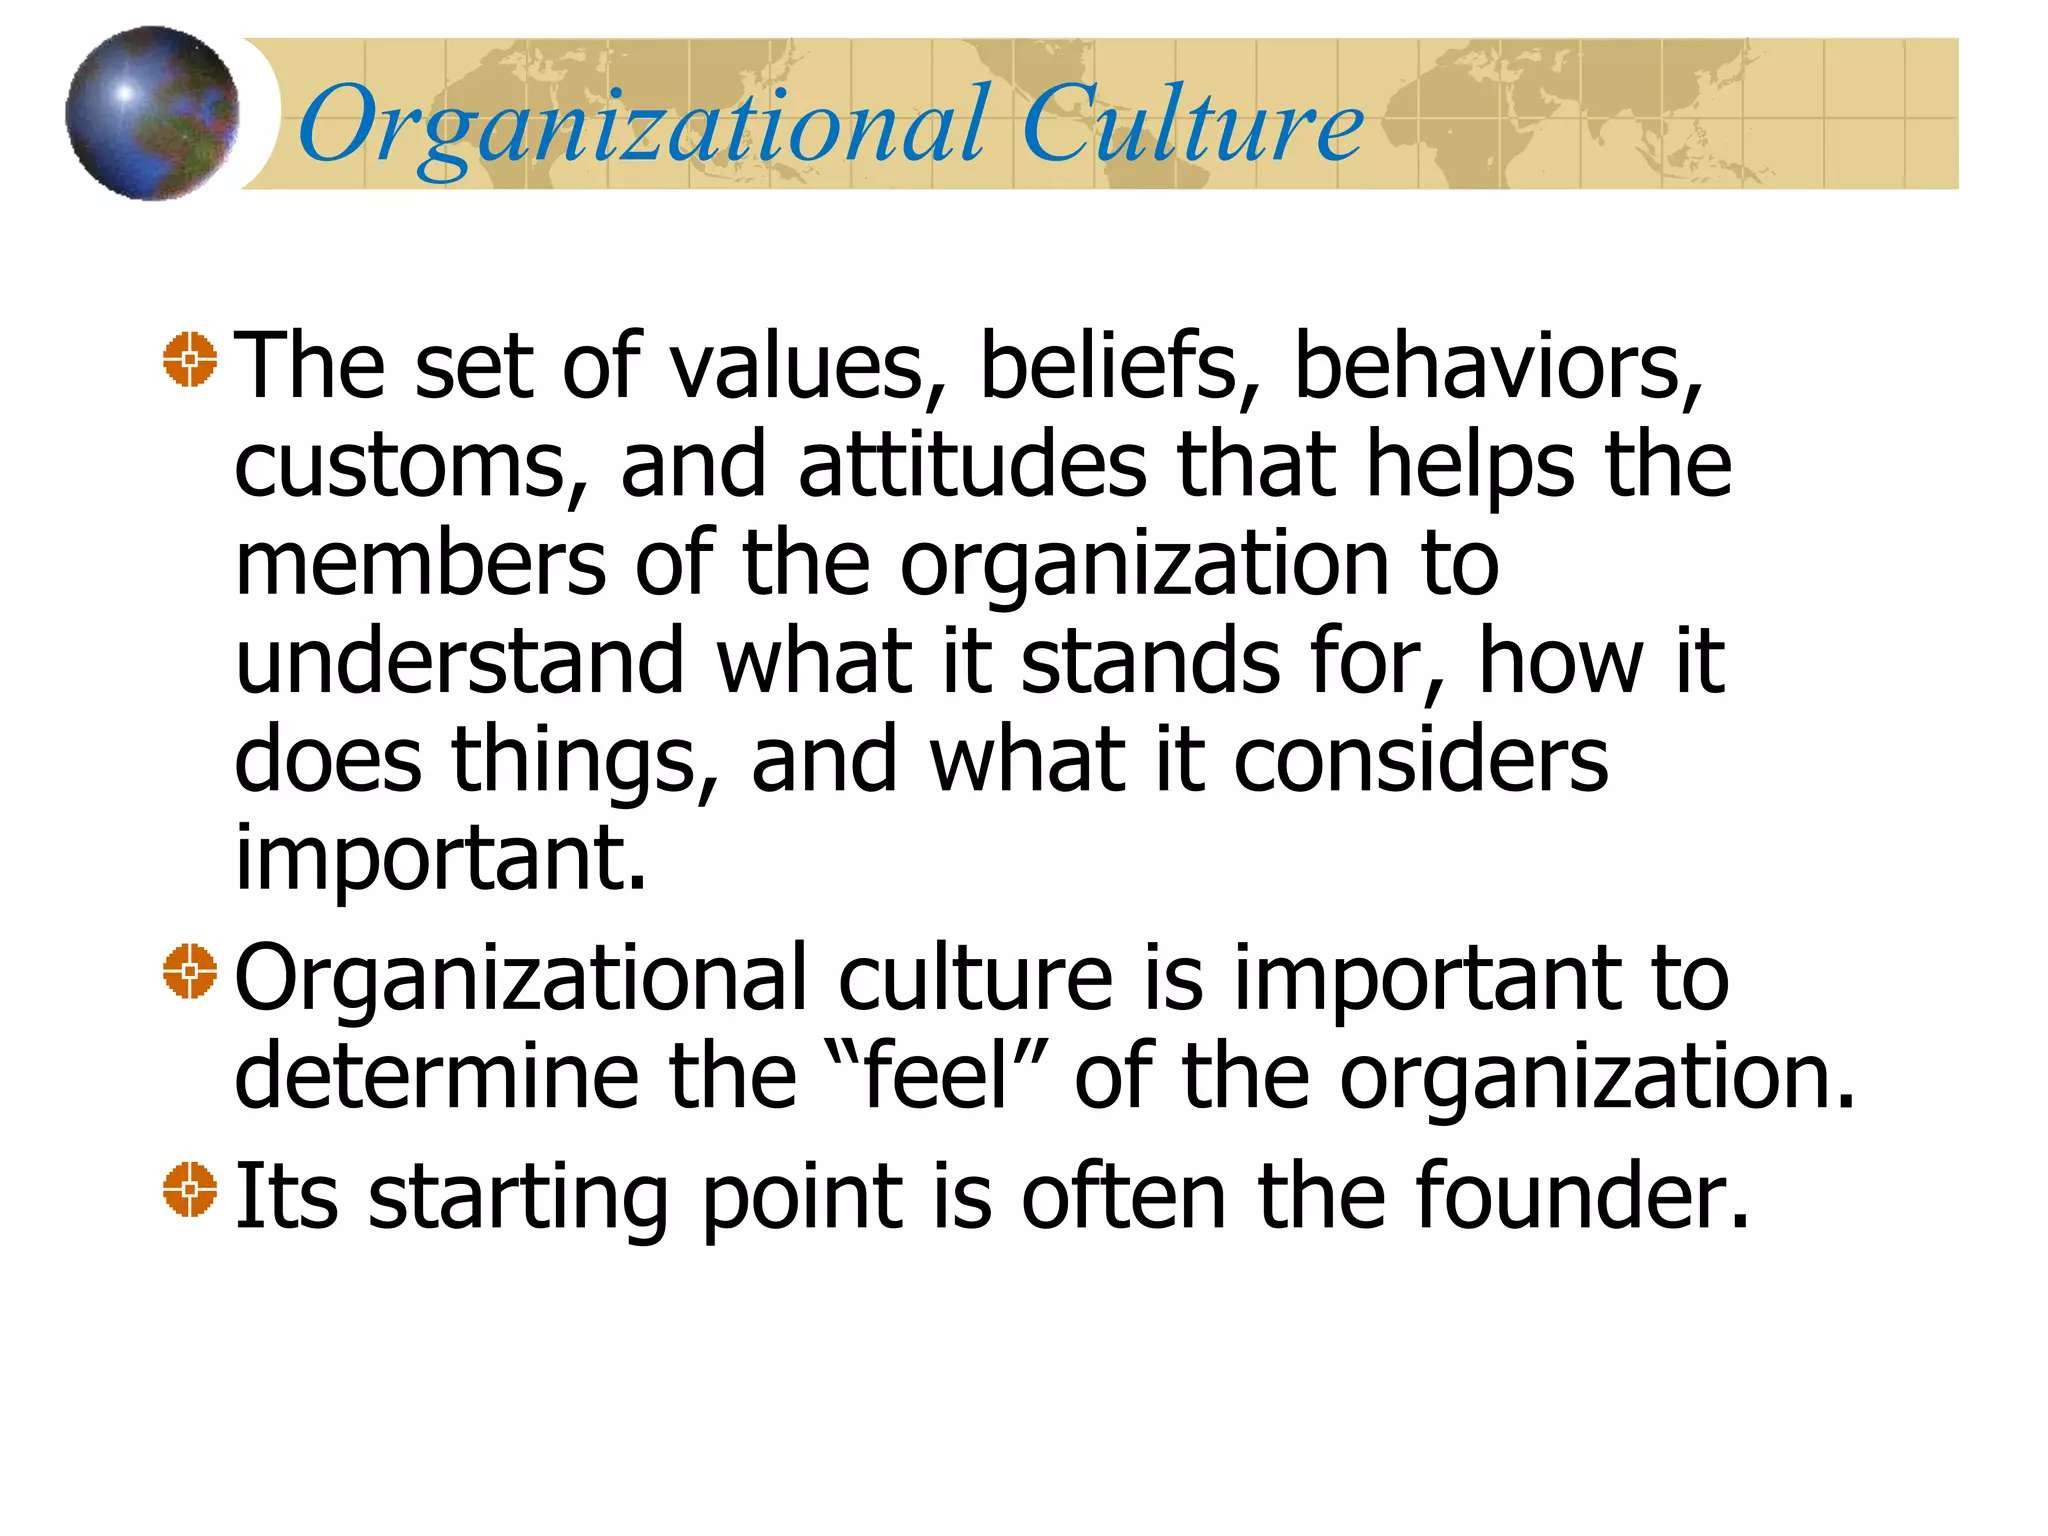 Organizational Culture
The set of values, beliefs, behaviors,
customs, and attitudes that helps the
members of the organization to
understand what it stands for, how it
does things, and what it considers
important.
Organizational culture is important to
determine the “feel” of the organization.
Its starting point is often the founder.